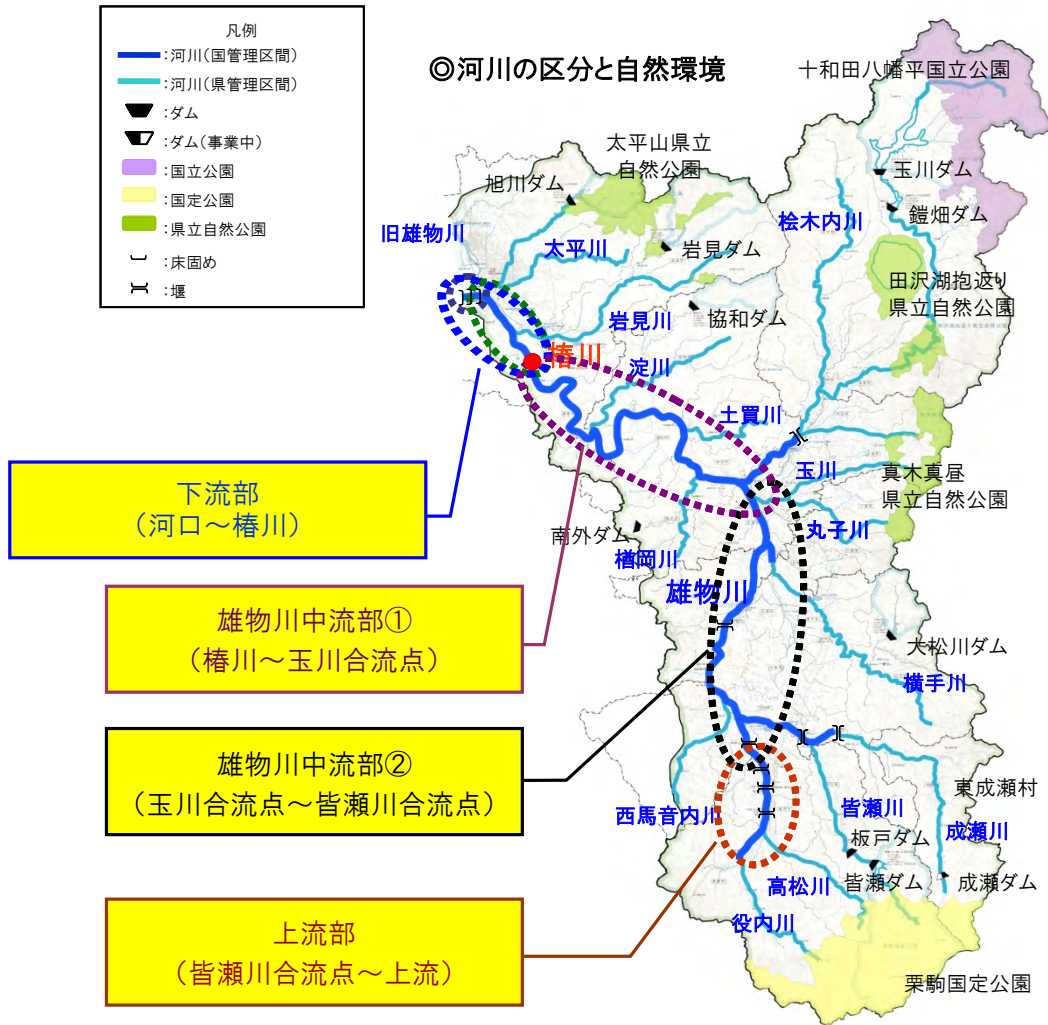 凡例
:河川(国管理区間)
:河川(県管理区間)
:ダム
:ダム(事業中)
:国立公園
:国定公園
:県立自然公園
:床固め
:堰
◎河川の区分と自然環境
十和田八幡平国立公園
太平山県立
自然公園
旭川ダム
玉川ダム
鎧畑ダム
旧雄物川
太平川
岩見ダム
桧木内川
田沢湖抱返り
県立自然公園
岩見川
協和ダム
椿川
淀川
土買川
玉川
真木真昼
県立自然公園
下流部
(河口~椿川)
南外ダム
楢岡川
丸子川
雄物川
雄物川中流部①
(椿川~玉川合流点)
大松川ダム
横手川
雄物川中流部②
(玉川合流点~皆瀬川合流点)
東成瀬村
西馬音内川
皆瀬川
成瀬川
板戸ダム
皆瀬ダム
成瀬ダム
高松川
役内川
上流部
(皆瀬川合流点~上流)
栗駒国定公園